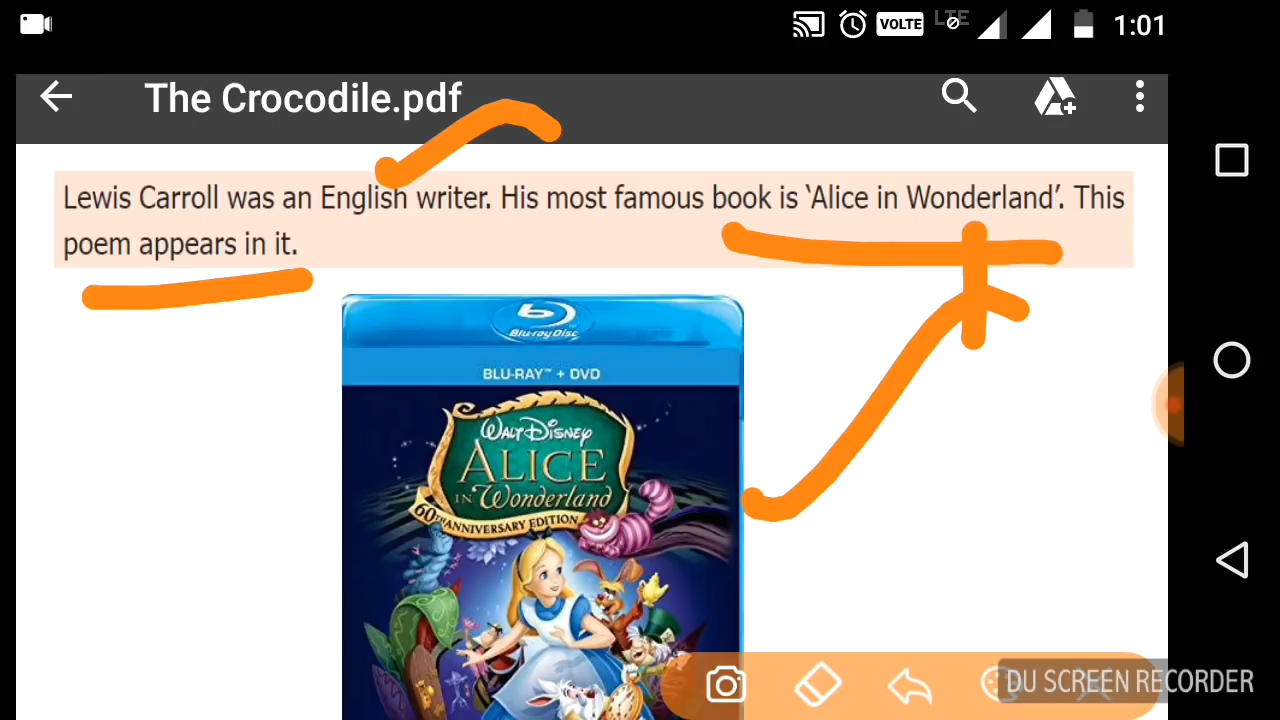 VOLTE LTE 1:01
The Crocodile.pdf
Lewis Carroll was an English writer. His most famous book is ‘Alice in Wonderland’. This
poem appears in it.
Blu-ray Disc
BLU-RAY™ + DVD
WALT DISNEY
ALICE
IN Wonderland
60TH ANNIVERSARY EDITION
DU SCREEN RECORDER